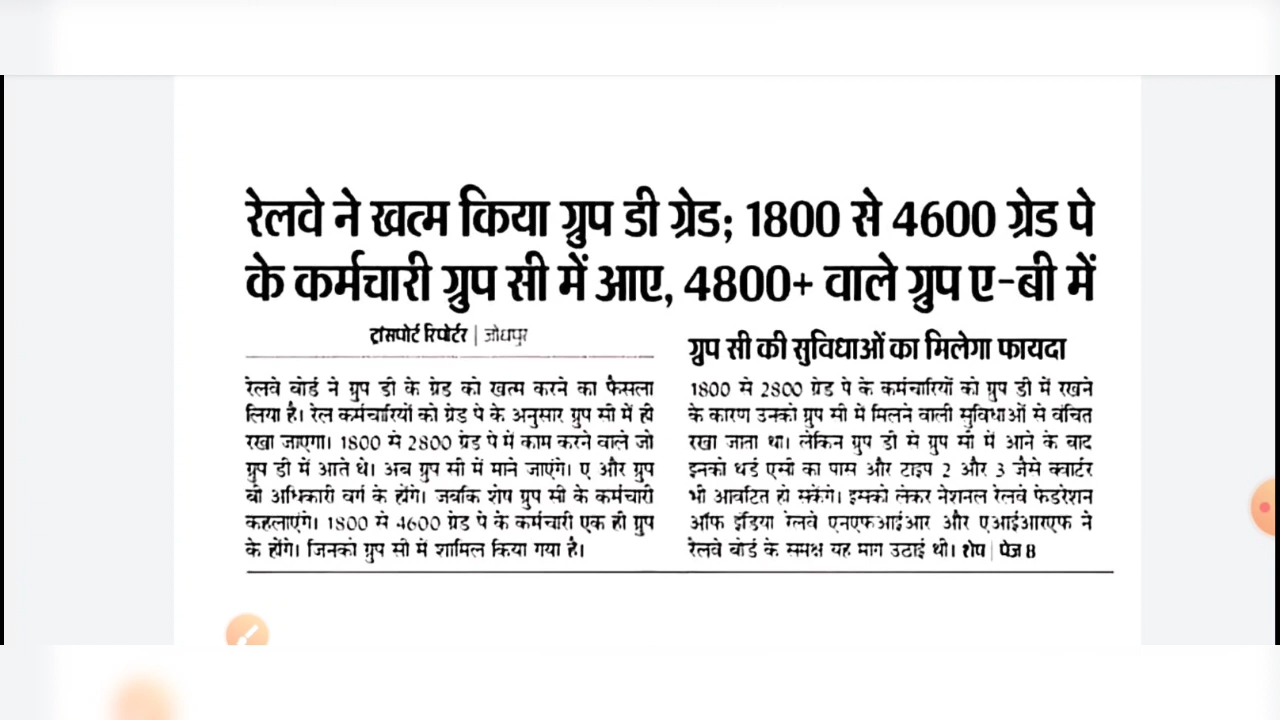 रेलवे ने खत्म किया ग्रुप डी ग्रेड; 1800 से 4600 ग्रेड पे
के कर्मचारी ग्रुप सी में आए, 4800+ वाले ग्रुप ए-बी में
ट्रांसपोर्ट रिपोर्टर | जोधपुर
रेलवे बोर्ड ने ग्रुप डी के ग्रेड को खत्म करने का फैसला
लिया है। रेल कर्मचारियों को ग्रेड पे के अनुसार ग्रुप सी में ही
रखा जाएगा। 1800 से 2800 ग्रेड पे में काम करने वाले जो
ग्रुप डी में आते थे। अब ग्रुप सी में माने जाएंगे। ए और ग्रुप
बी अधिकारी वर्ग के होंगे। जबकि शेष ग्रुप सी के कर्मचारी
कहलाएंगे। 1800 से 4600 ग्रेड पे के कर्मचारी एक ही ग्रुप
के होंगे। जिनको ग्रुप सी में शामिल किया गया है।
ग्रुप सी की सुविधाओं का मिलेगा फायदा
1800 से 2800 ग्रेड पे के कर्मचारियों को ग्रुप डी में रखने
के कारण उनको ग्रुप सी में मिलने वाली सुविधाओं से वंचित
रखा जाता था। लेकिन ग्रुप डी से ग्रुप सी में आने के बाद
इनको थर्ड एसी का पास और टाइप 2 और 3 जैसे क्वार्टर
भी आवंटित हो सकेंगे। इसको लेकर नेशनल रेलवे फेडरेशन
ऑफ इंडिया रेलवे एनएफआईआर और एआईआरएफ ने
रेलवे बोर्ड के समक्ष यह मांग उठाई थी। शेष | पेज 8